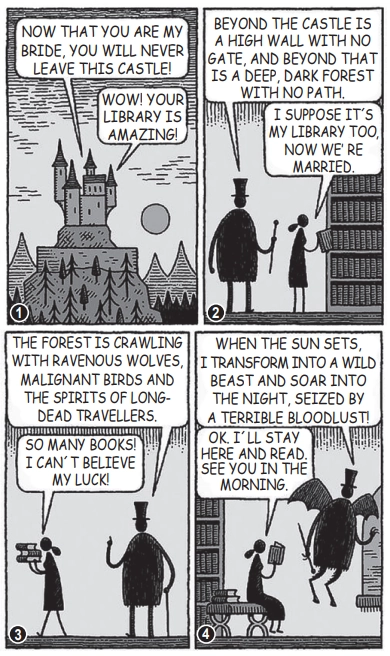 NOW THAT YOU ARE MY
BRIDE, YOU WILL NEVER
LEAVE THIS CASTLE!
WOW! YOUR
LIBRARY IS
AMAZING!
1
BEYOND THE CASTLE IS
A HIGH WALL WITH NO
GATE, AND BEYOND THAT
IS A DEEP, DARK FOREST
WITH NO PATH.
I SUPPOSE IT'S
MY LIBRARY TOO,
NOW WE'RE
MARRIED.
2
THE FOREST IS CRAWLING
WITH RAVENOUS WOLVES,
MALIGNANT BIRDS AND
THE SPIRITS OF LONG-
DEAD TRAVELLERS.
SO MANY BOOKS!
I CAN´T BELIEVE
MY LUCK!
3
WHEN THE SUN SETS,
I TRANSFORM INTO A WILD
BEAST AND SOAR INTO
THE NIGHT, SEIZED BY
A TERRIBLE BLOODLUST!
OK. I´LL STAY
HERE AND READ.
SEE YOU IN THE
MORNING.
4